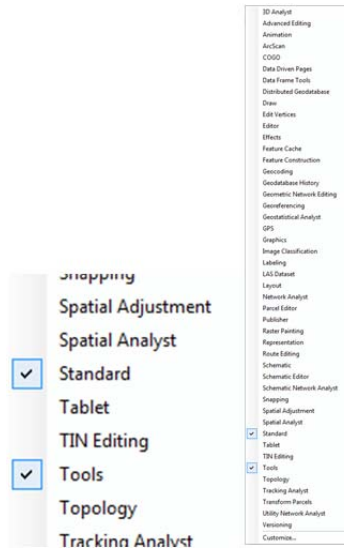 3D Analyst
Advanced Editing
Animation
ArcScan
COGO
Data Driven Pages
Data Frame Tools
Distributed Geodatabase
Draw
Edit Vertices
Editor
Effects
Feature Cache
Feature Construction
Geocoding
Geodatabase History
Geometric Network Editing
Georeferencing
Geostatistical Analyst
GPS
Graphics
Image Classification
Labeling
LAS Dataset
Layout
Network Analyst
Parcel Editor
Publisher
Raster Painting
Representation
Route Editing
Schematic
Schematic Editor
Schematic Network Analyst
Snapping
Spatial Adjustment
Spatial Analyst
Standard
Tablet
TIN Editing
Tools
Topology
Tracking Analyst
Transform Parcels
Utility Network Analyst
Versioning
Customize...
Snapping
Spatial Adjustment
Spatial Analyst
Standard
Tablet
TIN Editing
Tools
Topology
Tracking Analyst